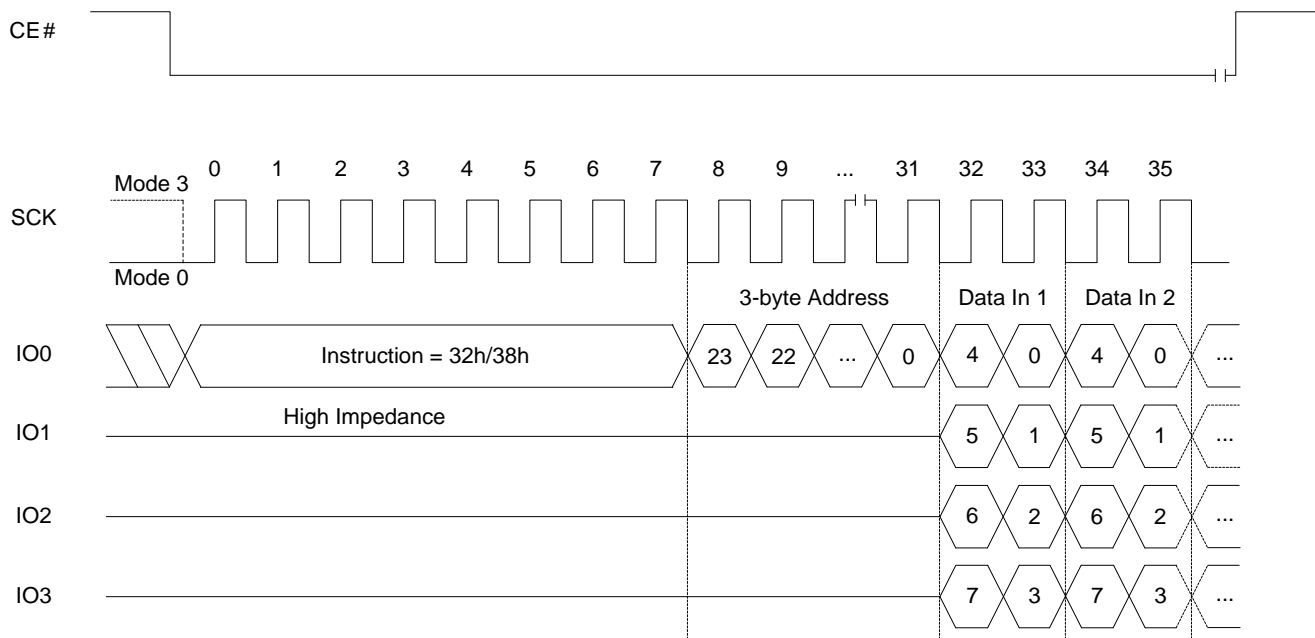 CE#
0 1 2 3 4 5 6 7 8 9 ... 31 32 33 34 35
Mode 3
SCK
Mode 0
3-byte Address Data In 1 Data In 2
IO0 Instruction = 32h/38h 23 22 ... 0 4 0 4 0 ...
High Impedance
IO1 5 1 5 1 ...
IO2 6 2 6 2 ...
IO3 7 3 7 3 ...